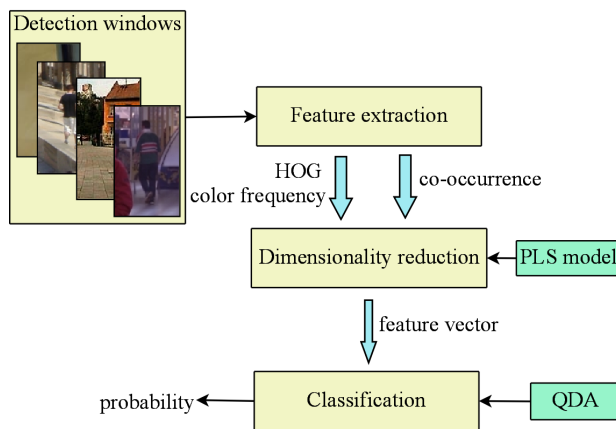 Detection windows
Feature extraction
HOG
color frequency
co-occurrence
Dimensionality reduction
PLS model
feature vector
probability
Classification
QDA